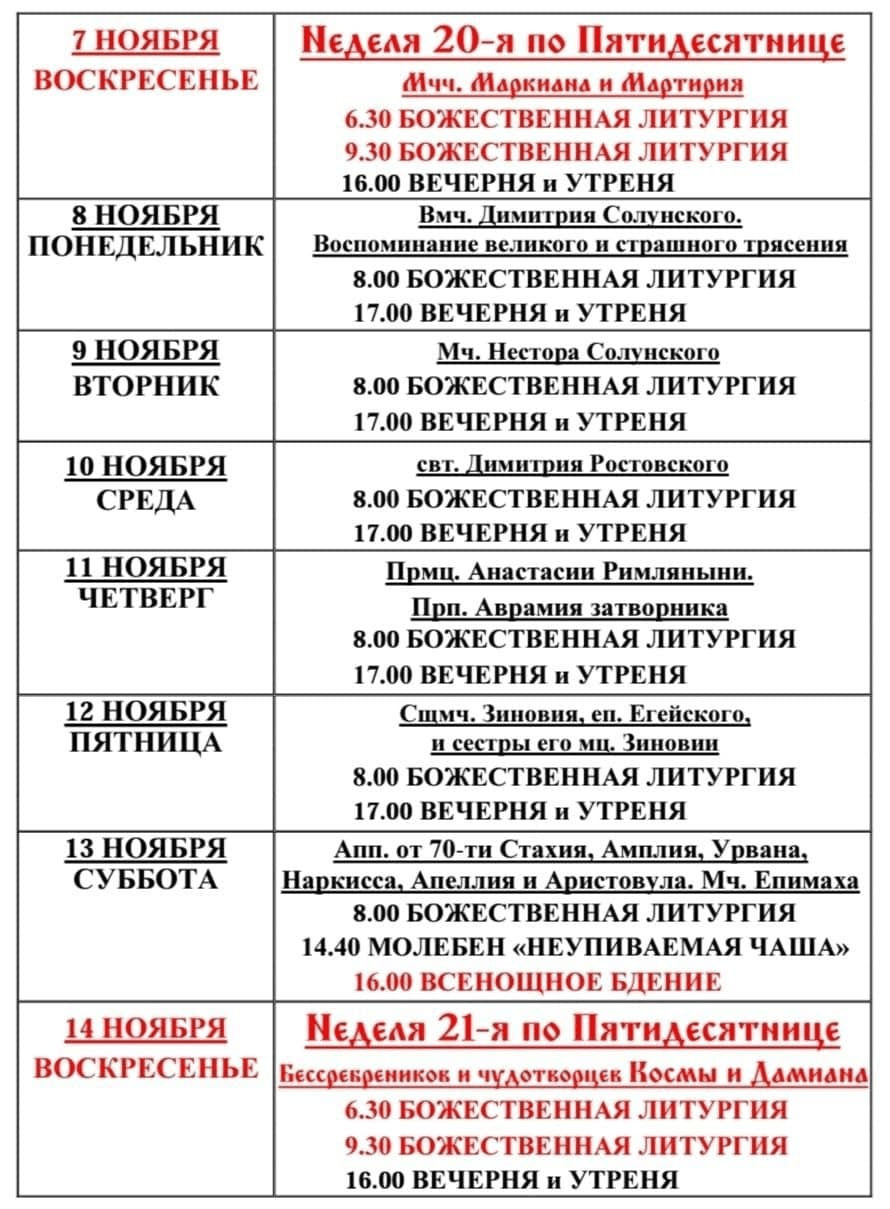 7 НОЯБРЯ
ВОСКРЕСЕНЬЕ
Неделя 20-я по Пятидесятнице
Мчч. Маркиана и Мартирия
6.30 БОЖЕСТВЕННАЯ ЛИТУРГИЯ
9.30 БОЖЕСТВЕННАЯ ЛИТУРГИЯ
16.00 ВЕЧЕРНЯ и УТРЕНЯ
8 НОЯБРЯ
ПОНЕДЕЛЬНИК
Вмч. Димитрия Солунского.
Воспоминание великого и страшного трясения
8.00 БОЖЕСТВЕННАЯ ЛИТУРГИЯ
17.00 ВЕЧЕРНЯ и УТРЕНЯ
9 НОЯБРЯ
ВТОРНИК
Мч. Нестора Солунского
8.00 БОЖЕСТВЕННАЯ ЛИТУРГИЯ
17.00 ВЕЧЕРНЯ и УТРЕНЯ
10 НОЯБРЯ
СРЕДА
свт. Димитрия Ростовского
8.00 БОЖЕСТВЕННАЯ ЛИТУРГИЯ
17.00 ВЕЧЕРНЯ и УТРЕНЯ
11 НОЯБРЯ
ЧЕТВЕРГ
Прмц. Анастасии Римляныни.
Прп. Аврамия затворника
8.00 БОЖЕСТВЕННАЯ ЛИТУРГИЯ
17.00 ВЕЧЕРНЯ и УТРЕНЯ
12 НОЯБРЯ
ПЯТНИЦА
Сщмч. Зиновия, еп. Егейского,
и сестры его мц. Зиновии
8.00 БОЖЕСТВЕННАЯ ЛИТУРГИЯ
17.00 ВЕЧЕРНЯ и УТРЕНЯ
13 НОЯБРЯ
СУББОТА
Апп. от 70-ти Стахия, Амплия, Урвана,
Наркисса, Апеллия и Аристовула. Мч. Епимаха
8.00 БОЖЕСТВЕННАЯ ЛИТУРГИЯ
14.40 МОЛЕБЕН «НЕУПИВАЕМАЯ ЧАША»
16.00 ВСЕНОЩНОЕ БДЕНИЕ
14 НОЯБРЯ
ВОСКРЕСЕНЬЕ
Неделя 21-я по Пятидесятнице
Бессребреников и чудотворцев Космы и Дамиана
6.30 БОЖЕСТВЕННАЯ ЛИТУРГИЯ
9.30 БОЖЕСТВЕННАЯ ЛИТУРГИЯ
16.00 ВЕЧЕРНЯ и УТРЕНЯ